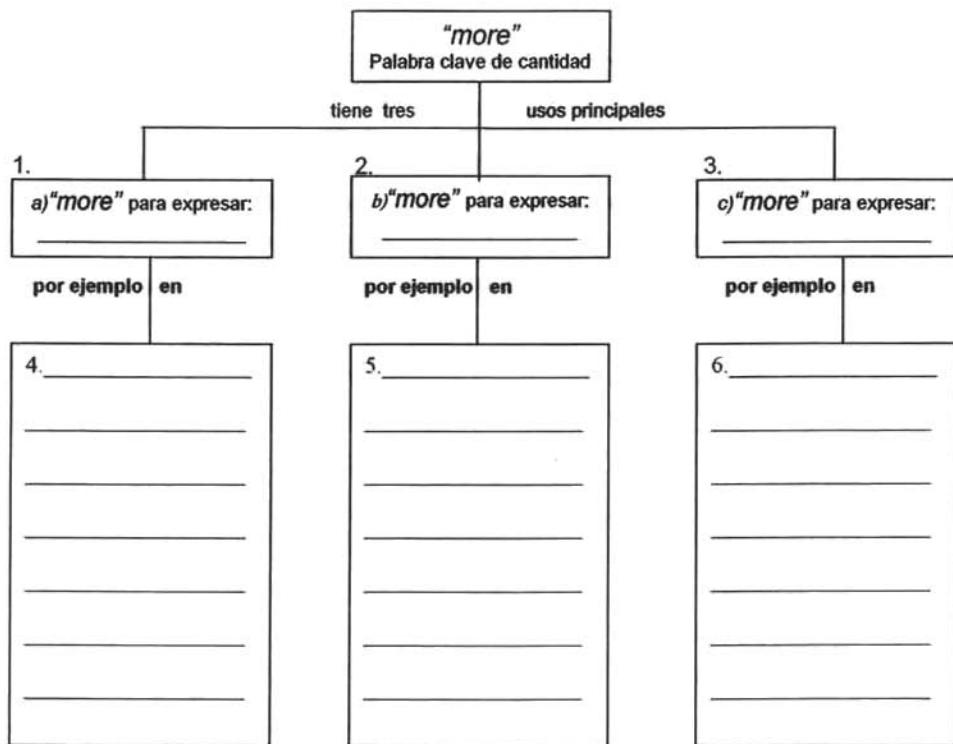 “more”
Palabra clave de cantidad
tiene tres usos principales
1.
a)“more” para expresar:
2.
b)“more” para expresar:
3.
c)“more” para expresar:
por ejemplo en
por ejemplo en
por ejemplo en
4.
5.
6.